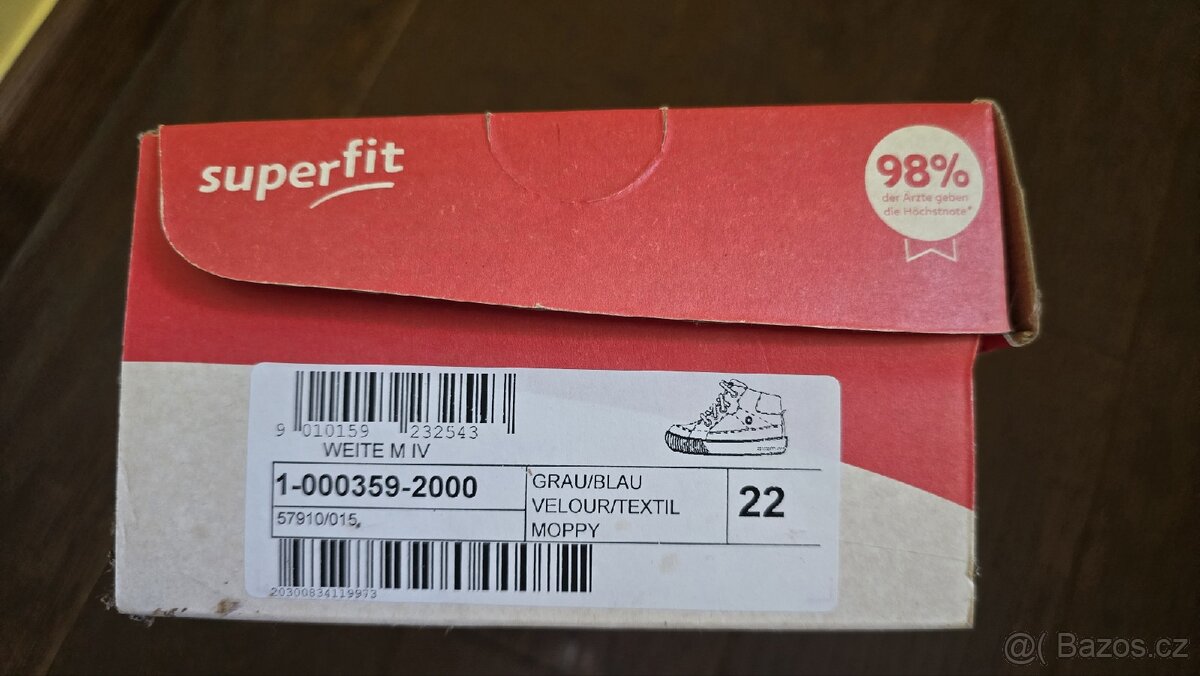 superfit
98%
der Ärzte geben
die Höchstnote*
9 010159 232543
WEITE M IV
1-000359-2000
57910/015
GRAU/BLAU
VELOUR/TEXTIL
MOPPY
22
20300834119973
@( Bazos.cz